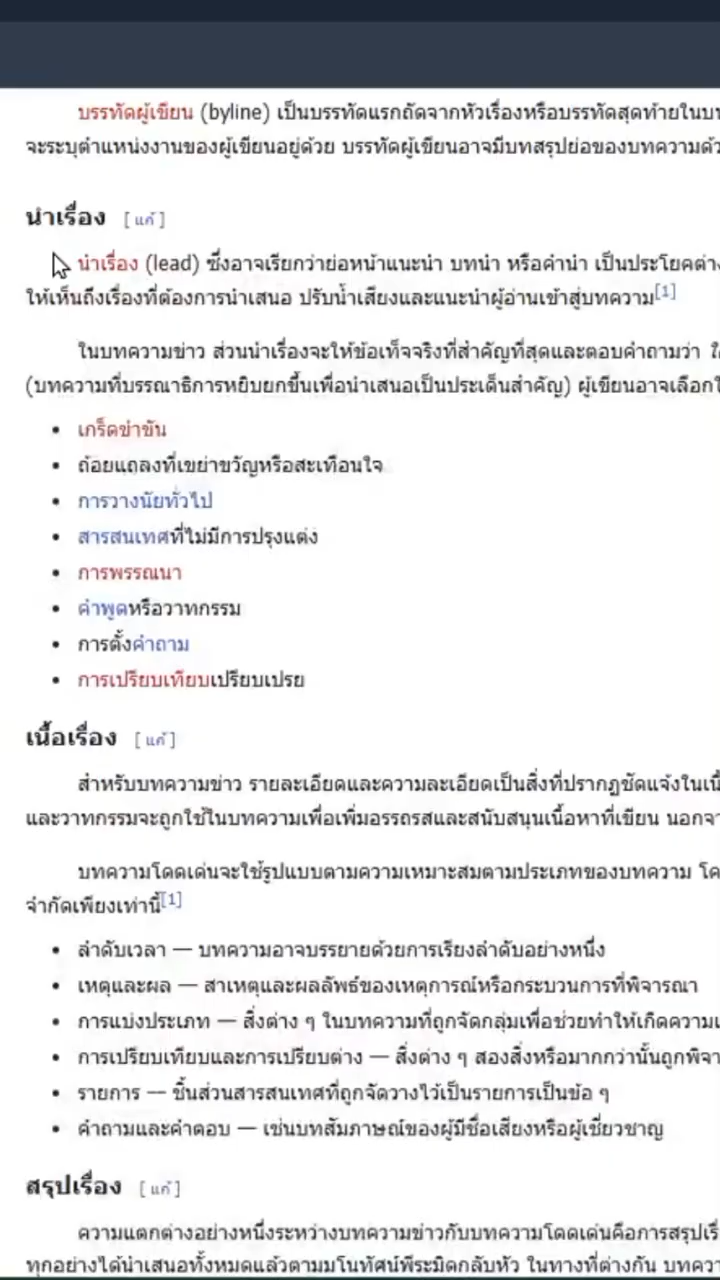 บรรทัดผู้เขียน (byline) เป็นบรรทัดแรกถัดจากหัวเรื่องหรือบรรทัดสุดท้ายในบท
จะระบุตำแหน่งงานของผู้เขียนอยู่ด้วย บรรทัดผู้เขียนอาจมีบทสรุปย่อของบทความด้ว
นำเรื่อง [ แก้ ]
นำเรื่อง (lead) ซึ่งอาจเรียกว่าย่อหน้าแนะนำ บทนำ หรือคำนำ เป็นประโยคต่าง
ให้เห็นถึงเรื่องที่ต้องการนำเสนอ ปรับน้ำเสียงและแนะนำผู้อ่านเข้าสู่บทความ[1]
ในบทความข่าว ส่วนนำเรื่องจะให้ข้อเท็จจริงที่สำคัญที่สุดและตอบคำถามว่า
(บทความที่บรรณาธิการหยิบยกขึ้นเพื่อนำเสนอเป็นประเด็นสำคัญ) ผู้เขียนอาจเลือกใ
• เกร็ดขำขัน
• ถ้อยแถลงที่เขย่าขวัญหรือสะเทือนใจ
• การวางนัยทั่วไป
• สารสนเทศที่ไม่มีการปรุงแต่ง
• การพรรณนา
• คำพูดหรือวาทกรรม
• การตั้งคำถาม
• การเปรียบเทียบเปรียบเปรย
เนื้อเรื่อง [ แก้ ]
สำหรับบทความข่าว รายละเอียดและความละเอียดเป็นสิ่งที่ปรากฏชัดแจ้งในเนื้
และวาทกรรมจะถูกใช้ในบทความเพื่อเพิ่มอรรถรสและสนับสนุนเนื้อหาที่เขียน นอกจา
บทความโดดเด่นจะใช้รูปแบบตามความเหมาะสมตามประเภทของบทความ โค
จำกัดเพียงเท่านี้[1]
• ลำดับเวลา — บทความอาจบรรยายด้วยการเรียงลำดับอย่างหนึ่ง
• เหตุและผล — สาเหตุและผลลัพธ์ของเหตุการณ์หรือกระบวนการที่พิจารณา
• การแบ่งประเภท — สิ่งต่าง ๆ ในบทความที่ถูกจัดกลุ่มเพื่อช่วยทำให้เกิดความเ
• การเปรียบเทียบและการเปรียบต่าง — สิ่งต่าง ๆ สองสิ่งหรือมากกว่านั้นถูกพิจา
• รายการ — ชิ้นส่วนสารสนเทศที่ถูกจัดวางไว้เป็นรายการเป็นข้อ ๆ
• คำถามและคำตอบ — เช่นบทสัมภาษณ์ของผู้มีชื่อเสียงหรือผู้เชี่ยวชาญ
สรุปเรื่อง [ แก้ ]
ความแตกต่างอย่างหนึ่งระหว่างบทความข่าวกับบทความโดดเด่นคือการสรุปเรื่
ทุกอย่างได้นำเสนอทั้งหมดแล้วตามมโนทัศน์พีระมิดกลับหัว ในทางที่ต่างกัน บทคว